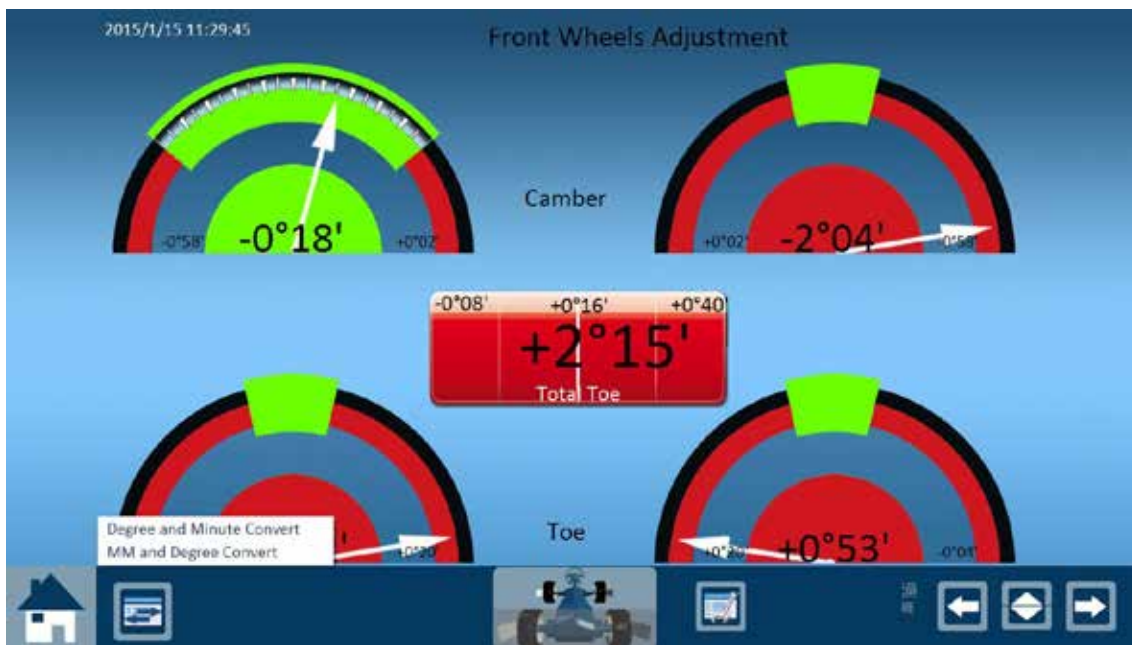 2015/1/15 11:29:45
Front Wheels Adjustment
-0°58'
-0°18'
+0°02'
Camber
+0°02'
-2°04'
-0°58'
-0°08'
+0°16'
+0°40'
+2°15'
Total Toe
Degree and Minute Convert
MM and Degree Convert
+0°20'
Toe
+0°20'
+0°53'